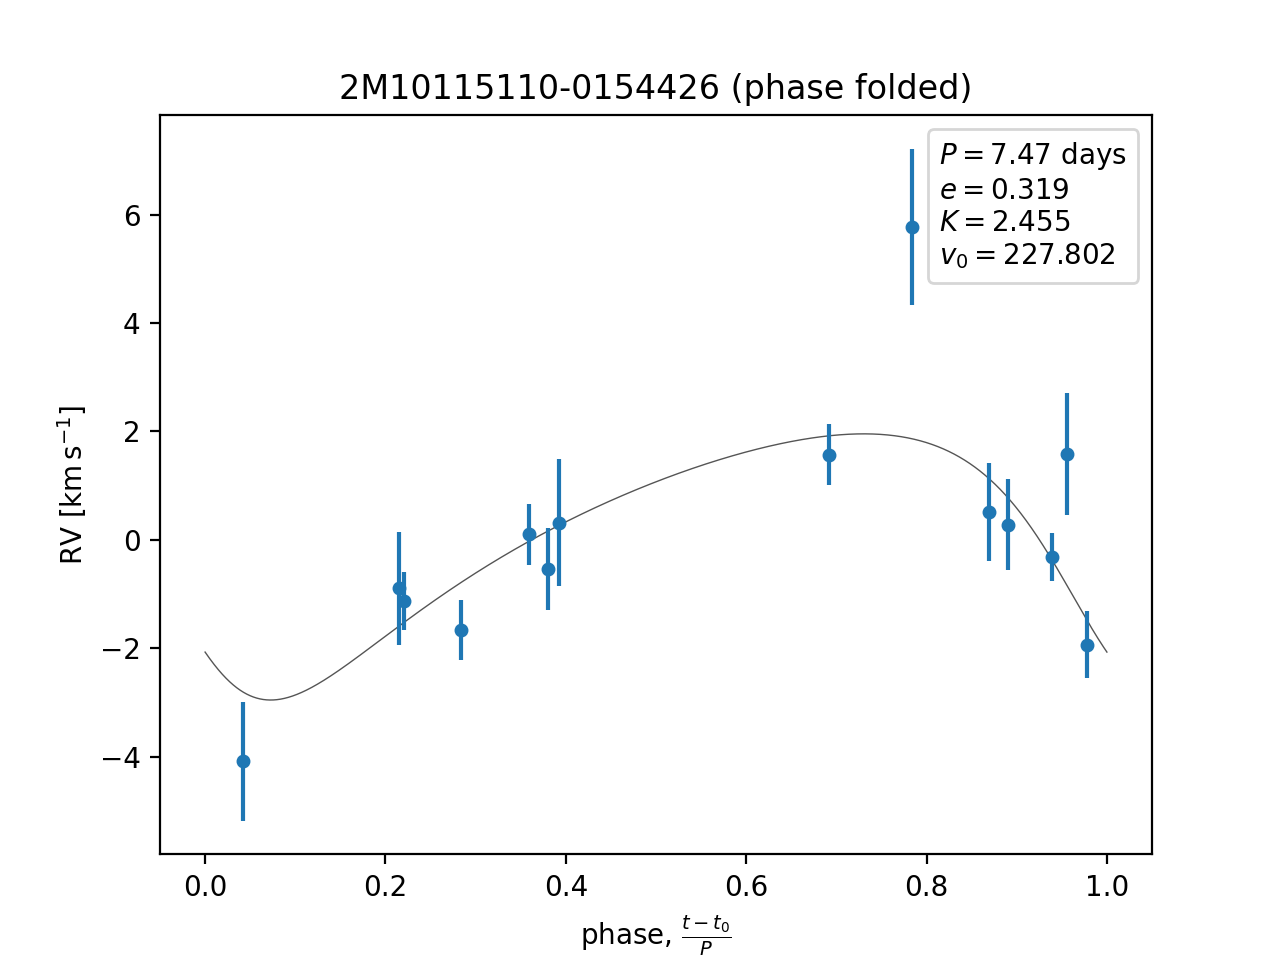 2M10115110-0154426 (phase folded)
P = 7.47 days
e = 0.319
K = 2.455
v₀ = 227.802
RV [km s⁻¹]
6
4
2
0
−2
−4
0.0 0.2 0.4 0.6 0.8 1.0
phase, (t − t₀)/P